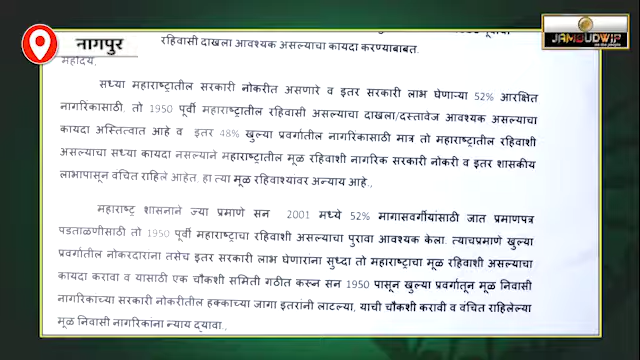 नागपुर
JAMBUDWIP
रहिवासी दाखला आवश्यक असल्याचा कायदा करण्याबाबत.
महोदय,
सध्या महाराष्ट्रातील सरकारी नोकरीत असणारे व इतर सरकारी लाभ घेणाऱ्या 52% आरक्षित
नागरिकासाठी, तो 1950 पूर्वी महाराष्ट्रातील रहिवासी असल्याचा दाखला/दस्तावेज आवश्यक असल्याचा
कायदा अस्तित्वात आहे व इतर 48% खुल्या प्रवर्गातील नागरिकासाठी मात्र तो महाराष्ट्रातील रहिवाशी
असल्याचा सध्या कायदा नसल्याने महाराष्ट्रातील मूळ रहिवाशी नागरिक सरकारी नोकरी व इतर शासकीय
लाभापासून वंचित राहिले आहेत. हा त्या मूळ रहिवाश्यांवर अन्याय आहे.,
महाराष्ट्र शासनाने ज्या प्रमाणे सन 2001 मध्ये 52% मागासवर्गीयांसाठी जात प्रमाणपत्र
पडताळणीसाठी तो 1950 पूर्वी महाराष्ट्राचा रहिवाशी असल्याचा पुरावा आवश्यक केला. त्याचप्रमाणे खुल्या
प्रवर्गातील नोकरदाराना तसेच इतर सरकारी लाभ घेणाराना सुध्दा तो महाराष्ट्राचा मूळ रहिवाशी असल्याचा
कायदा करावा व यासाठी एक चौकशी समिती गठीत करुन सन 1950 पासून खुल्या प्रवर्गातून मूळ निवासी
नागरिकाच्या सरकारी नोकरीतील हक्काच्या जागा इतरांनी लाटल्या, याची चौकशी करावी व वंचित राहिलेल्या
मूळ निवासी नागरिकांना न्याय द्यावा.,